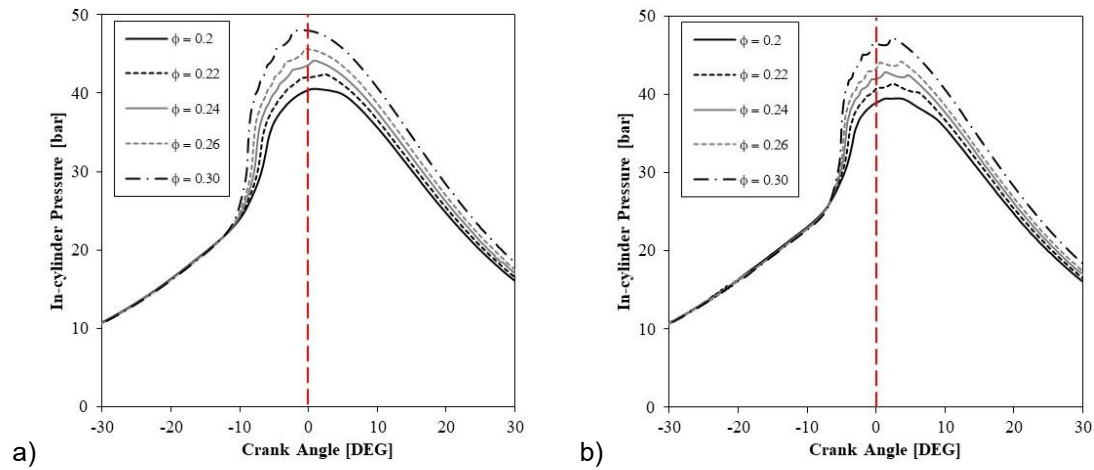 50
40
30
20
10
0
-30
-20
-10
0
10
20
30
In-cylinder Pressure [bar]
Crank Angle [DEG]
ϕ = 0.2
ϕ = 0.22
ϕ = 0.24
ϕ = 0.26
ϕ = 0.30
a)
50
40
30
20
10
0
-30
-20
-10
0
10
20
30
In-cylinder Pressure [bar]
Crank Angle [DEG]
ϕ = 0.2
ϕ = 0.22
ϕ = 0.24
ϕ = 0.26
ϕ = 0.30
b)